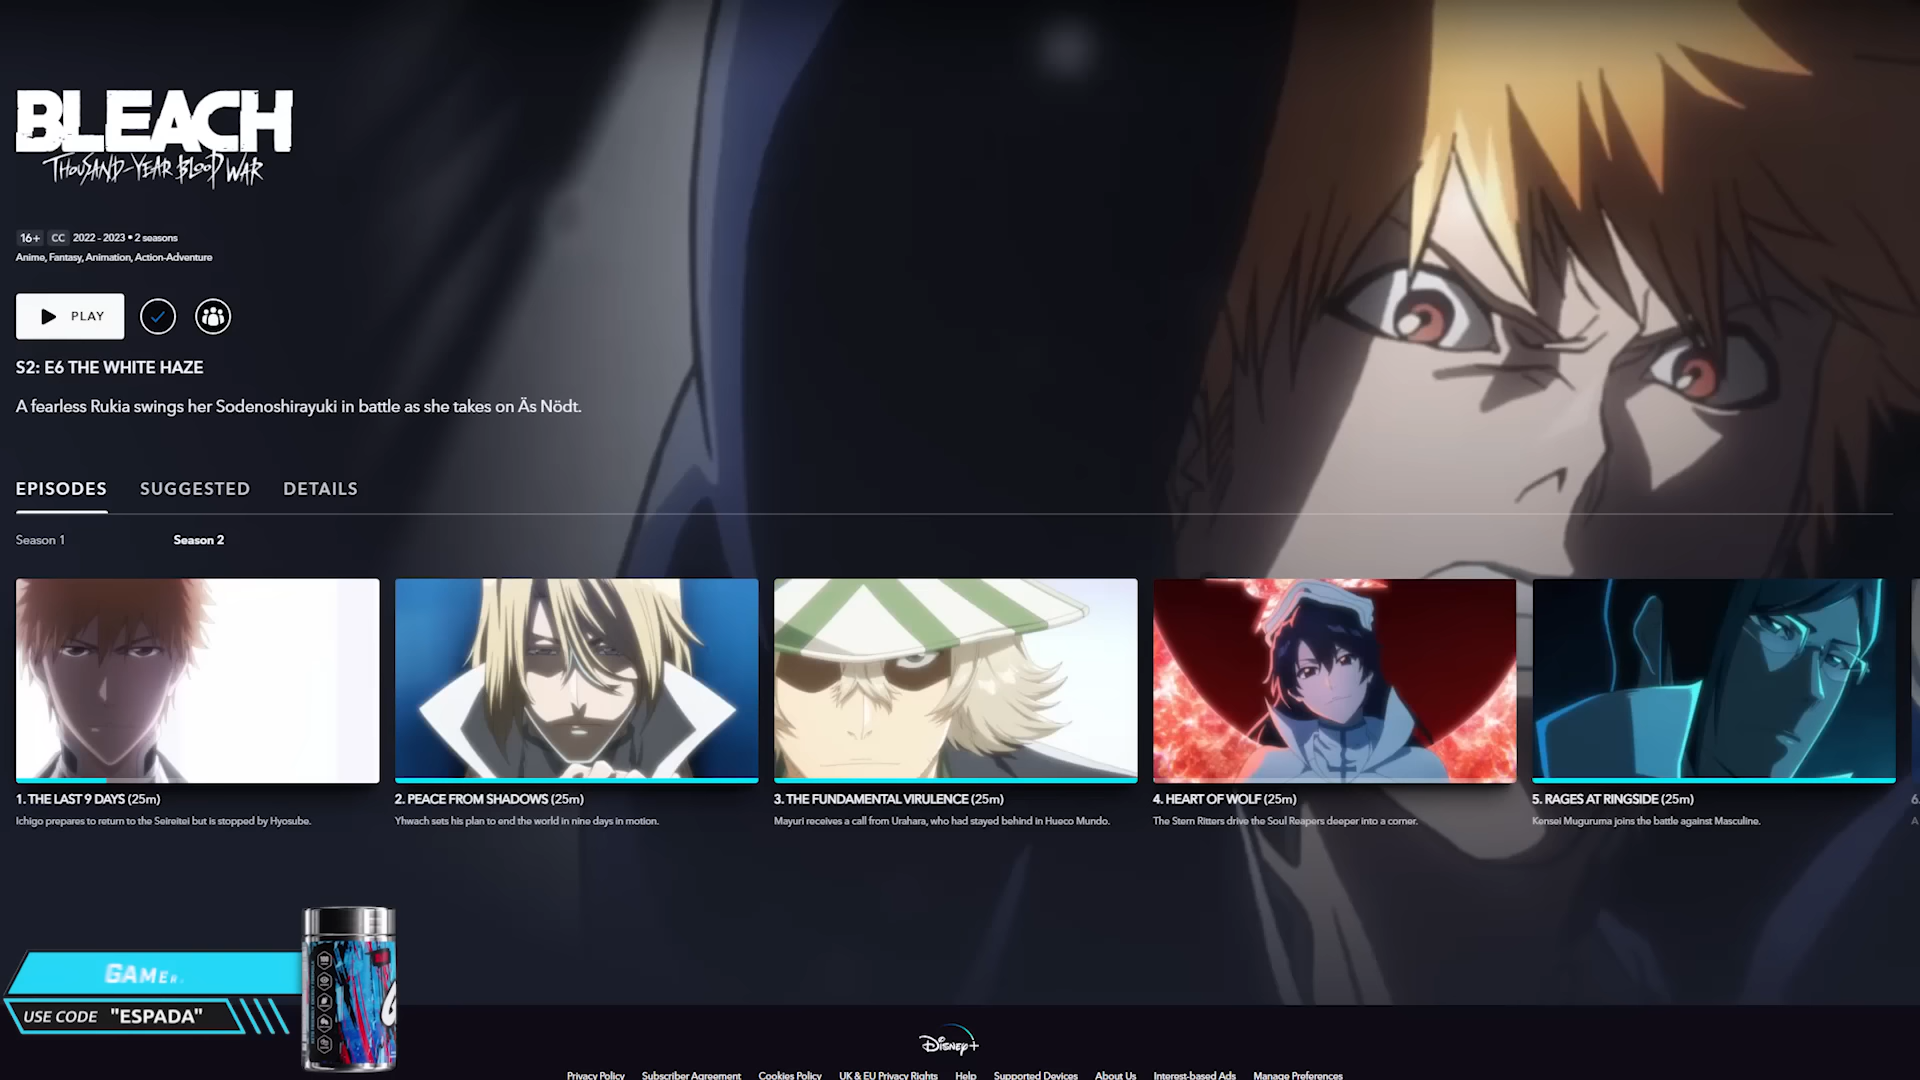 BLEACH
THOUSAND-YEAR BLOOD WAR
16+ CC 2022 - 2023 • 2 seasons
Anime, Fantasy, Animation, Action-Adventure
PLAY
S2: E6 THE WHITE HAZE
A fearless Rukia swings her Sodenoshirayuki in battle as she takes on Äs Nödt.
EPISODES SUGGESTED DETAILS
Season 1 Season 2
1. THE LAST 9 DAYS (25m)
Ichigo prepares to return to the Seireitei but is stopped by Hyosube.
2. PEACE FROM SHADOWS (25m)
Yhwach sets his plan to end the world in nine days in motion.
3. THE FUNDAMENTAL VIRULENCE (25m)
Mayuri receives a call from Urahara, who had stayed behind in Hueco Mundo.
4. HEART OF WOLF (25m)
The Stern Ritters drive the Soul Reapers deeper into a corner.
5. RAGES AT RINGSIDE (25m)
Kensei Muguruma joins the battle against Masculine.
6.
A
GAMER
USE CODE "ESPADA"
Disney+
Privacy Policy Subscriber Agreement Cookies Policy UK & EU Privacy Rights Help Supported Devices About Us Interest-based Ads Manage Preferences